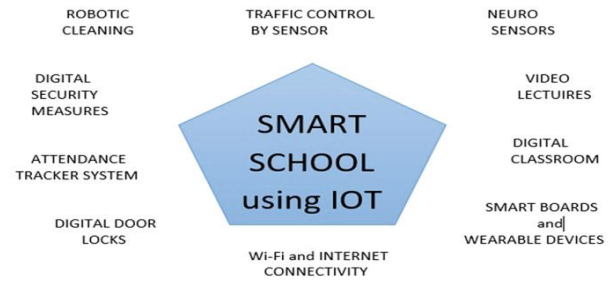 ROBOTIC
CLEANING
TRAFFIC CONTROL
BY SENSOR
NEURO
SENSORS
DIGITAL
SECURITY
MEASURES
VIDEO
LECTUIRES
SMART
SCHOOL
using IOT
ATTENDANCE
TRACKER SYSTEM
DIGITAL
CLASSROOM
DIGITAL DOOR
LOCKS
SMART BOARDS
and
WEARABLE DEVICES
Wi-Fi and INTERNET
CONNECTIVITY